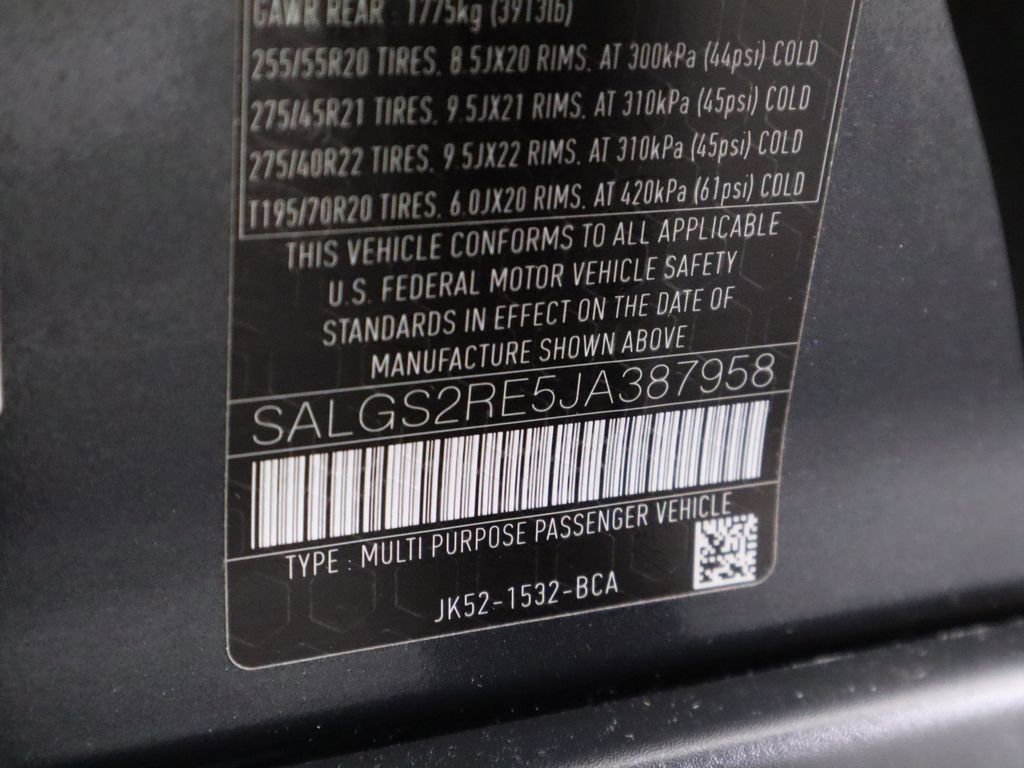 GAWR REAR : 1775kg (3913lb)
255/55R20 TIRES. 8.5JX20 RIMS. AT 300kPa (44psi) COLD
275/45R21 TIRES. 9.5JX21 RIMS. AT 310kPa (45psi) COLD
275/40R22 TIRES. 9.5JX22 RIMS. AT 310kPa (45psi) COLD
T195/70R20 TIRES. 6.0JX20 RIMS. AT 420kPa (61psi) COLD
THIS VEHICLE CONFORMS TO ALL APPLICABLE
U.S. FEDERAL MOTOR VEHICLE SAFETY
STANDARDS IN EFFECT ON THE DATE OF
MANUFACTURE SHOWN ABOVE
SALGS2RE5JA387958
TYPE : MULTI PURPOSE PASSENGER VEHICLE
JK52-1532-BCA